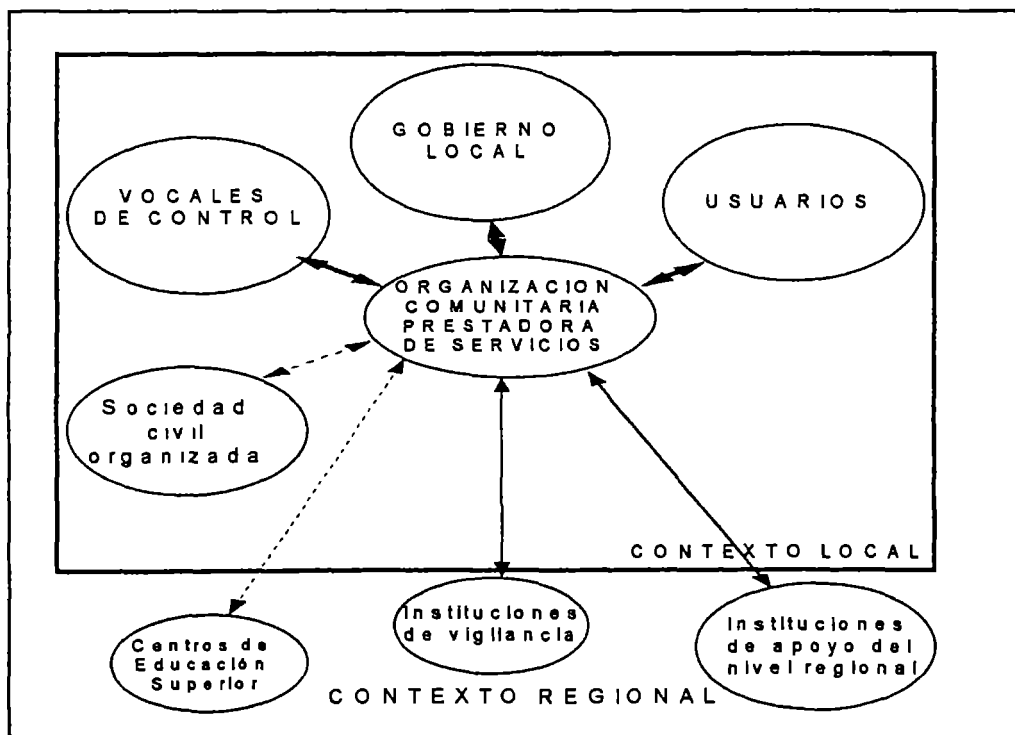 GOBIERNO
LOCAL
VOCALES
DE CONTROL
USUARIOS
ORGANIZACION
COMUNITARIA
PRESTADORA
DE SERVICIOS
Sociedad
civil
organizada
CONTEXTO LOCAL
Centros de
Educación
Superior
Instituciones
de vigilancia
Instituciones
de apoyo del
nivel regional
CONTEXTO REGIONAL